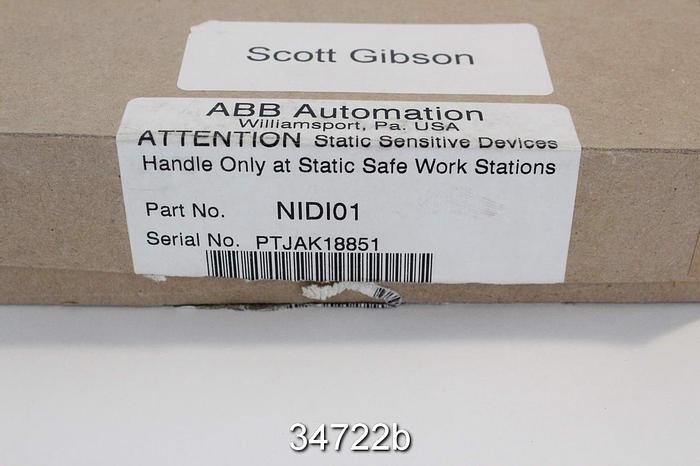 Scott Gibson
ABB Automation
Williamsport, Pa. USA
ATTENTION Static Sensitive Devices
Handle Only at Static Safe Work Stations
Part No. NIDI01
Serial No. PTJAK18851
34722b